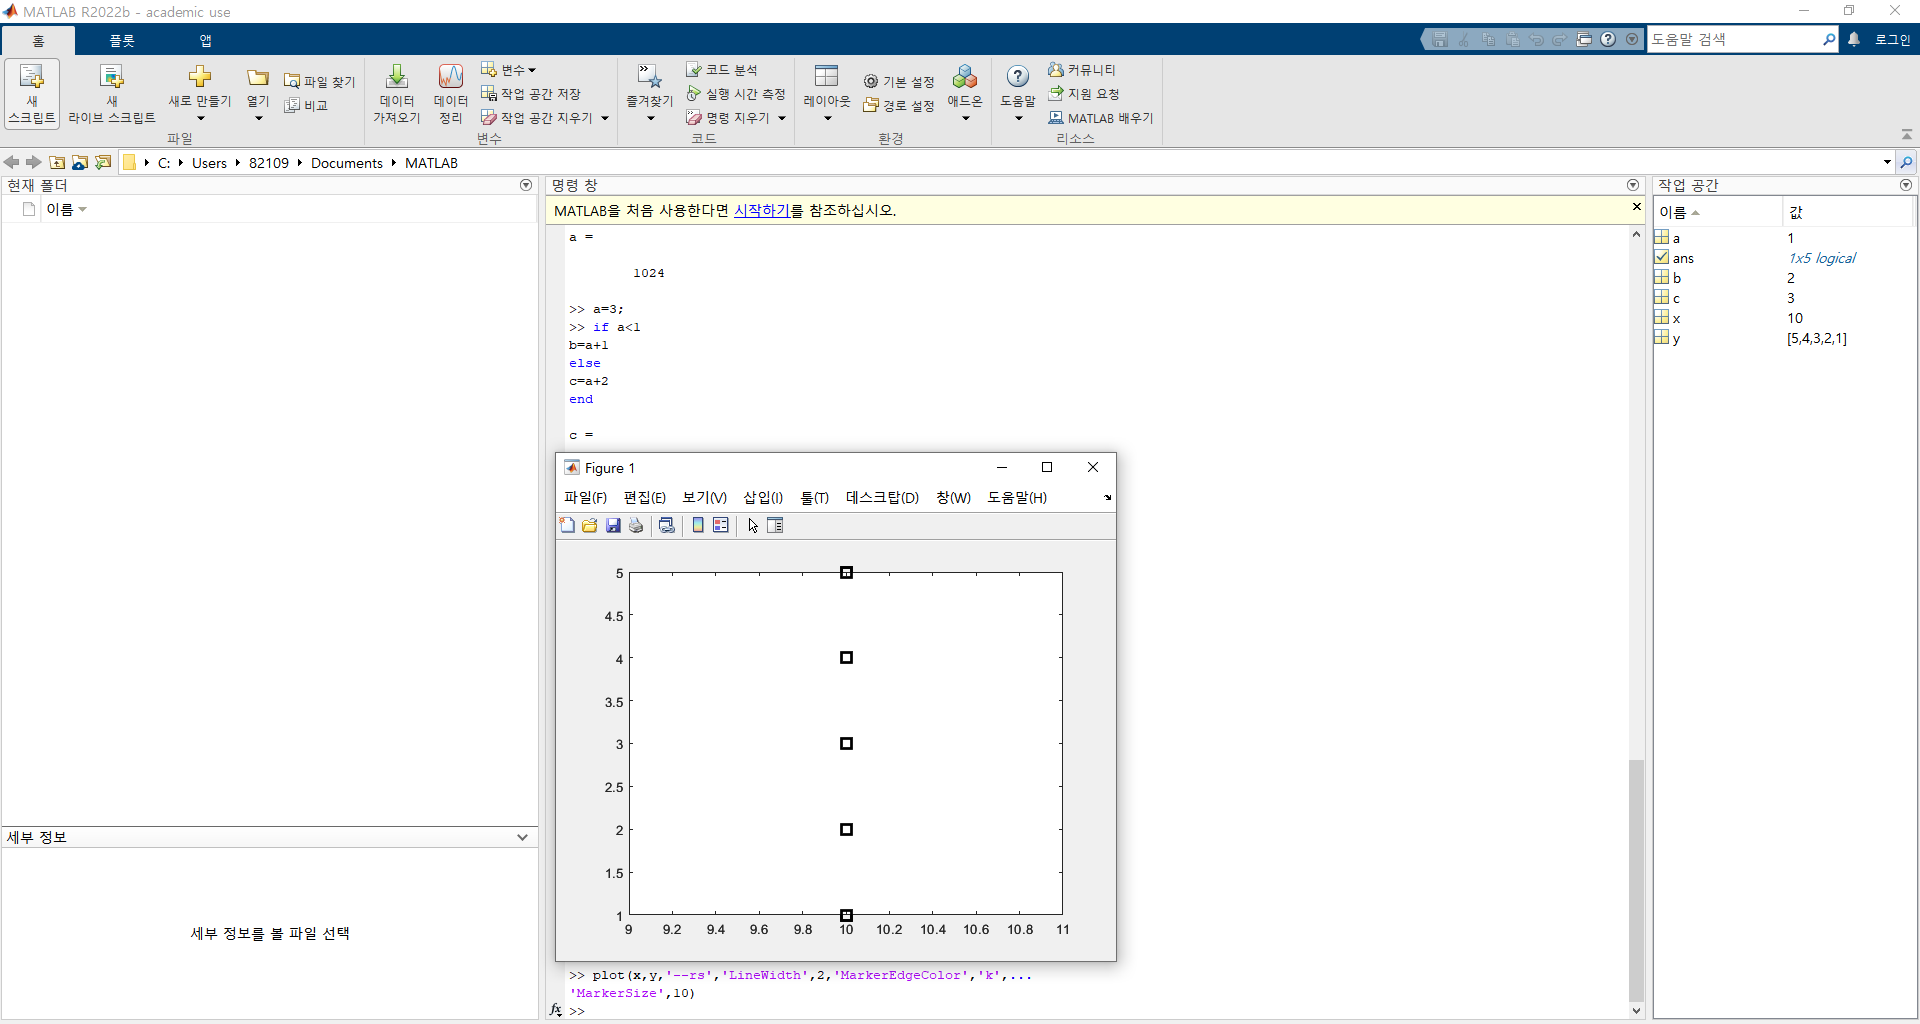 MATLAB R2022b - academic use
홈 플롯 앱
도움말 검색
로그인
새
스크립트
새
라이브 스크립트
새로 만들기
열기
파일 찾기
비교
파일
데이터
가져오기
데이터
정리
변수
작업 공간 저장
작업 공간 지우기
변수
즐겨찾기
코드 분석
실행 시간 측정
명령 지우기
코드
레이아웃
기본 설정
경로 설정
애드온
환경
도움말
커뮤니티
지원 요청
MATLAB 배우기
리소스
C: Users 82109 Documents MATLAB
현재 폴더
이름
세부 정보
세부 정보를 볼 파일 선택
명령 창
MATLAB을 처음 사용한다면 시작하기를 참조하십시오.
a =
1024
>> a=3;
>> if a<1
b=a+1
else
c=a+2
end
c =
Figure 1
파일(F) 편집(E) 보기(V) 삽입(I) 툴(T) 데스크탑(D) 창(W) 도움말(H)
5
4.5
4
3.5
3
2.5
2
1.5
1
9 9.2 9.4 9.6 9.8 10 10.2 10.4 10.6 10.8 11
>> plot(x,y,'--rs','LineWidth',2,'MarkerEdgeColor','k',...
'MarkerSize',10)
fx >>
작업 공간
이름 값
a 1
ans 1x5 logical
b 2
c 3
x 10
y [5,4,3,2,1]